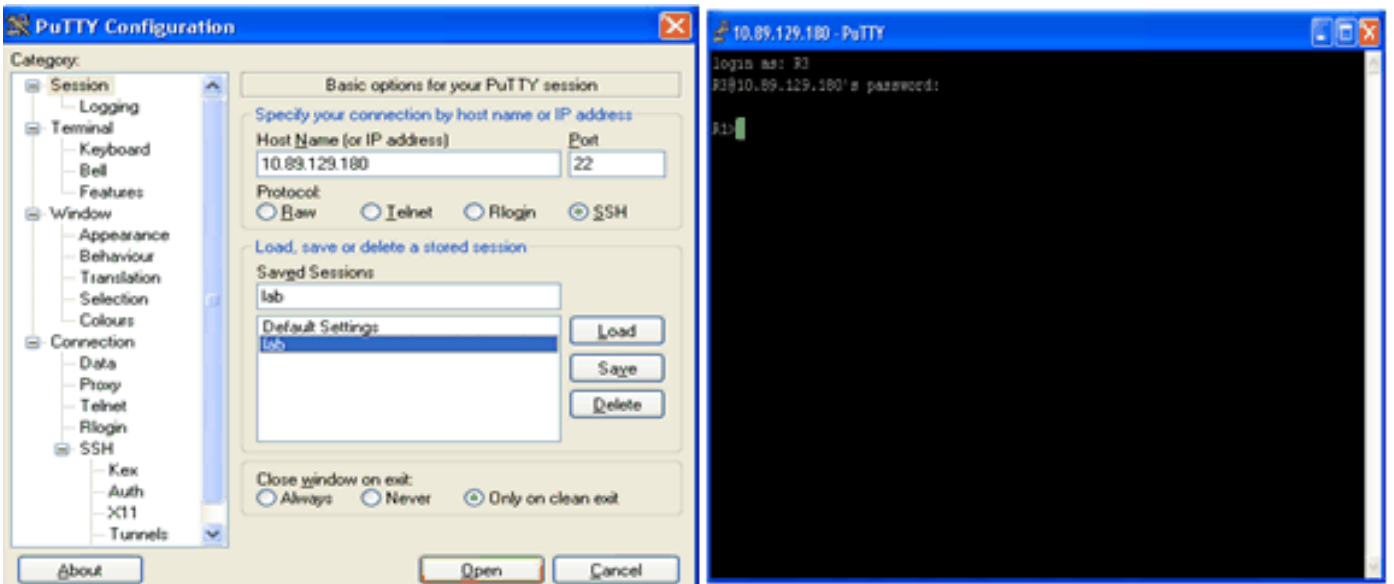 PuTTY Configuration
Category:
Session
Logging
Terminal
Keyboard
Bell
Features
Window
Appearance
Behaviour
Translation
Selection
Colours
Connection
Data
Proxy
Telnet
Rlogin
SSH
Kex
Auth
X11
Tunnels
Basic options for your PuTTY session
Specify your connection by host name or IP address
Host Name (or IP address)
Port
10.89.129.180
22
Protocol:
Raw
Telnet
Rlogin
SSH
Load, save or delete a stored session
Saved Sessions
lab
Default Settings
lab
Load
Save
Delete
Close window on exit:
Always
Never
Only on clean exit
About
Open
Cancel
10.89.129.180 - PuTTY
login as: R3
R3@10.89.129.180's password:
R1>